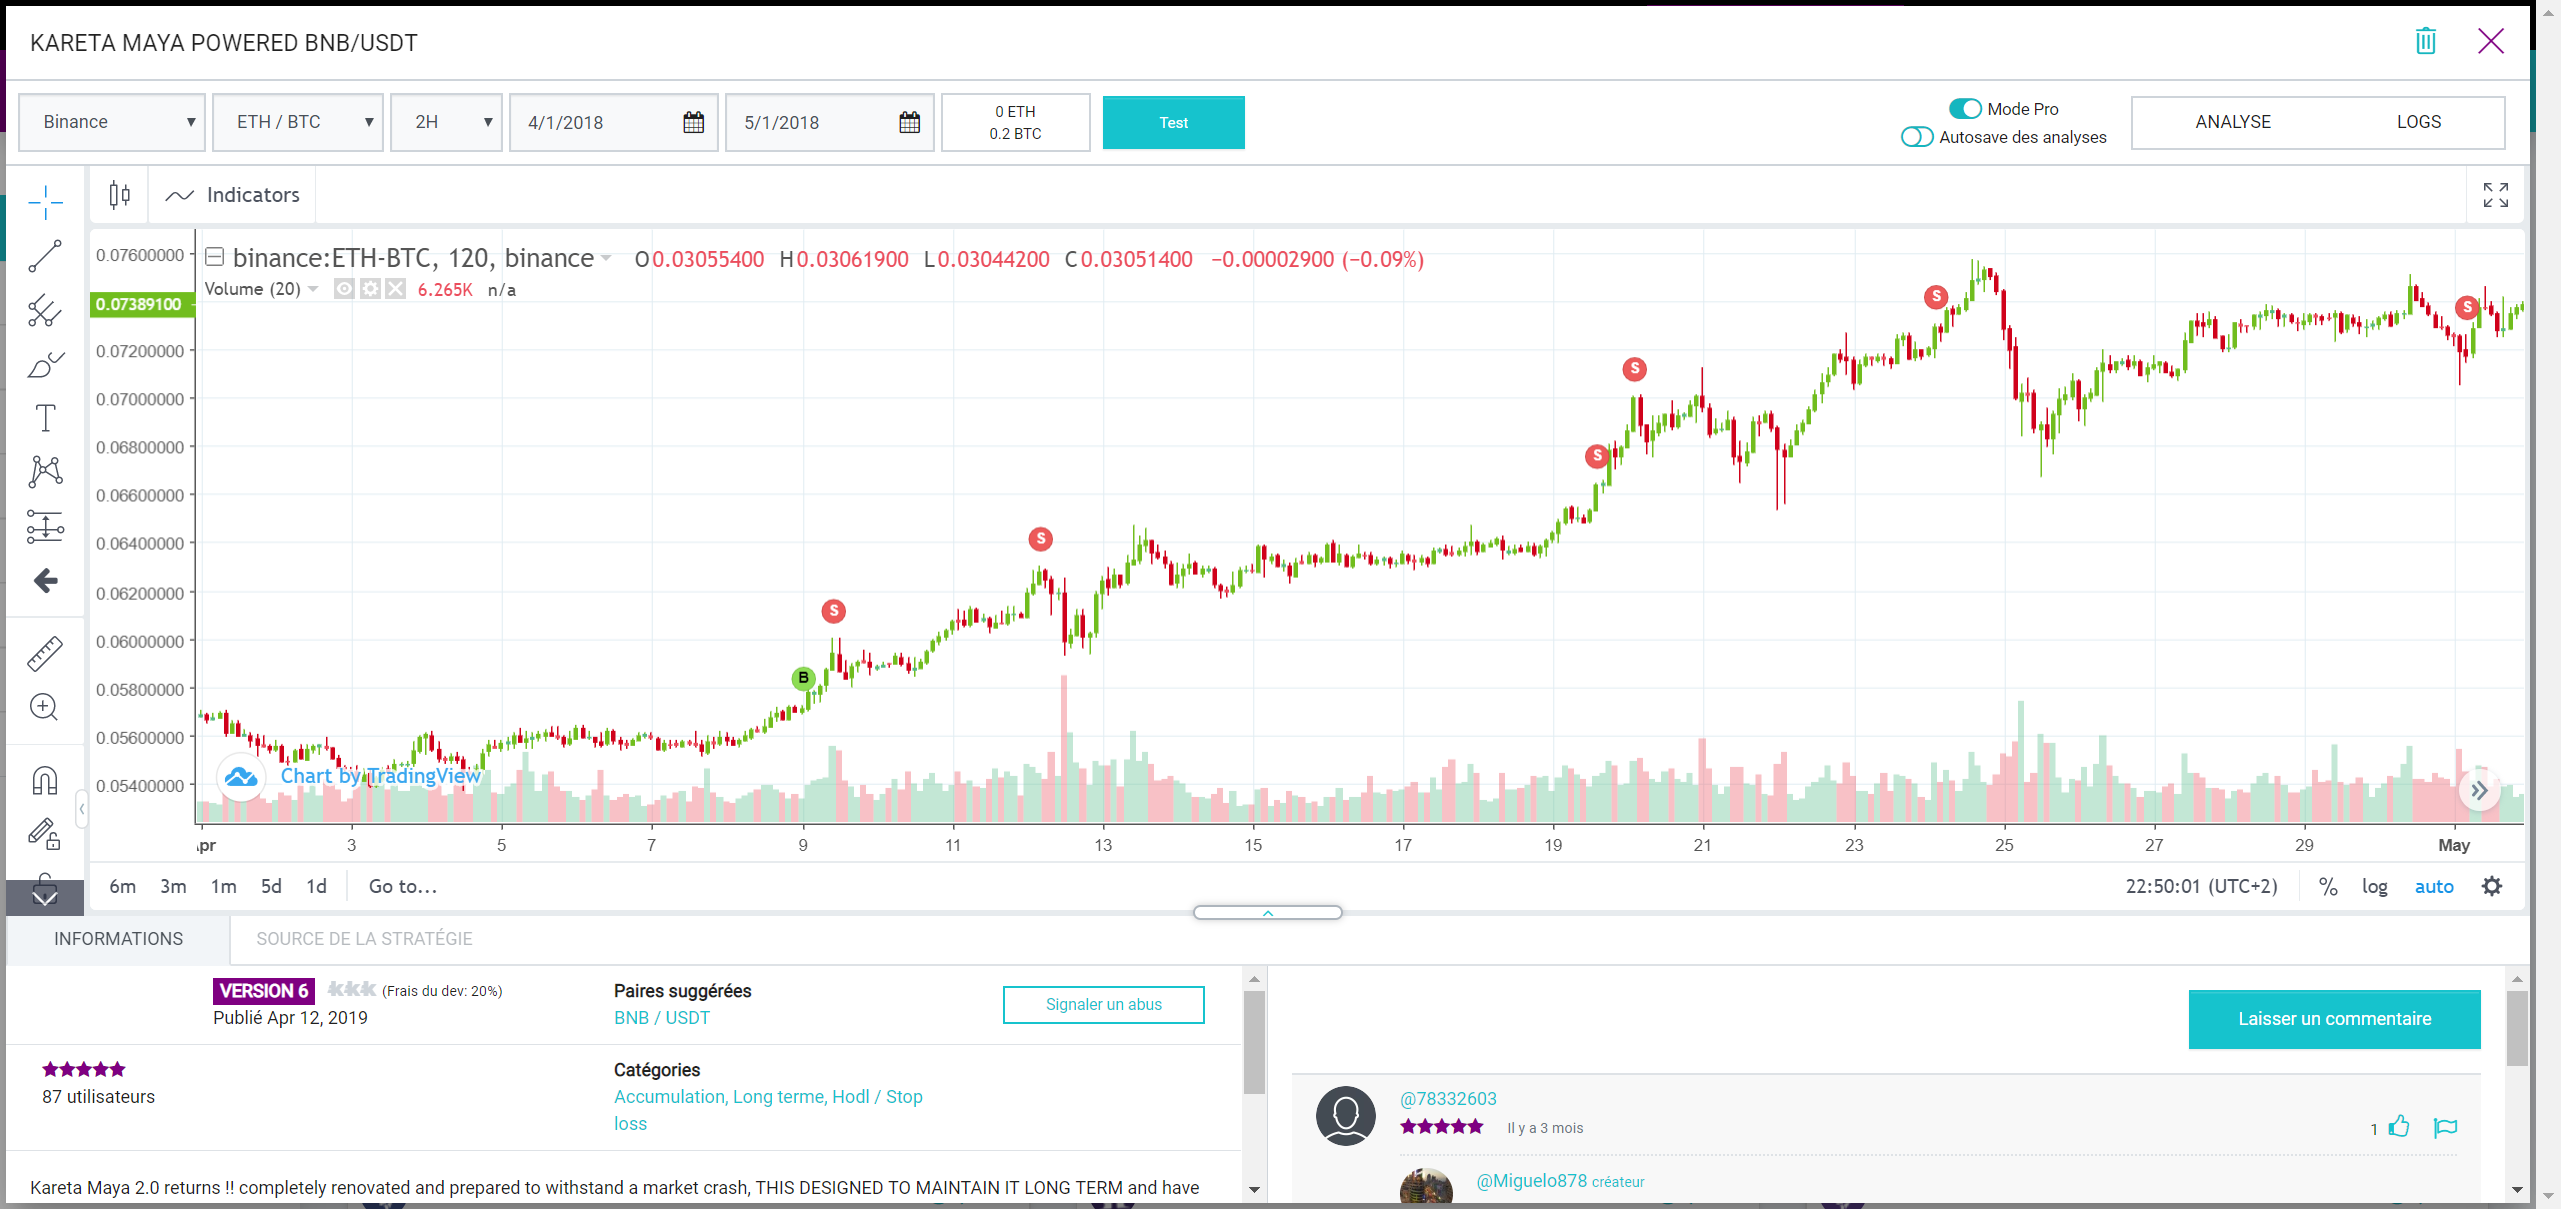 KARETA MAYA POWERED BNB/USDT
Binance
ETH / BTC
2H
4/1/2018
5/1/2018
0 ETH
0.2 BTC
Test
Mode Pro
Autosave des analyses
ANALYSE
LOGS
Indicators
binance:ETH-BTC, 120, binance
O0.03055400 H0.03061900 L0.03044200 C0.03051400 −0.00002900 (−0.09%)
Volume (20)
6.265K n/a
0.07600000
0.07389100
0.07200000
0.07000000
0.06800000
0.06600000
0.06400000
0.06200000
0.06000000
0.05800000
0.05600000
0.05400000
B
S
S
S
S
S
S
Chart by TradingView
3 5 7 9 11 13 15 17 19 21 23 25 27 29 May
6m 3m 1m 5d 1d Go to...
22:50:01 (UTC+2) % log auto
INFORMATIONS
SOURCE DE LA STRATÉGIE
VERSION 6
(Frais du dev: 20%)
Publié Apr 12, 2019
Paires suggérées
BNB / USDT
Signaler un abus
87 utilisateurs
Catégories
Accumulation, Long terme, Hodl / Stop
loss
Kareta Maya 2.0 returns !! completely renovated and prepared to withstand a market crash, THIS DESIGNED TO MAINTAIN IT LONG TERM and have
Laisser un commentaire
@78332603
Il y a 3 mois
1
@Miguelo878 créateur